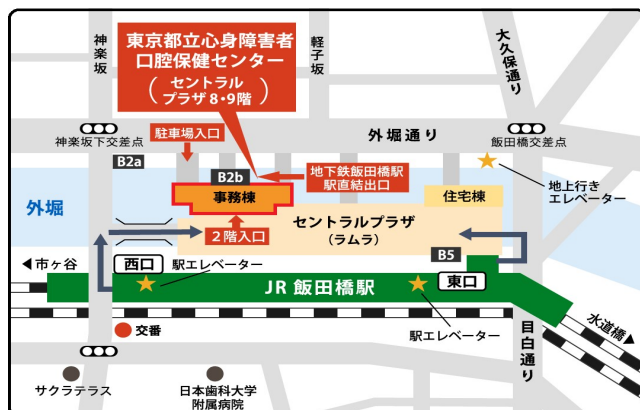 神楽坂
東京都立心身障害者
口腔保健センター
(セントラル
プラザ8・9階)
軽子坂
大久保通り
駐車場入口
外堀通り
神楽坂下交差点
飯田橋交差点
B2a
B2b
地下鉄飯田橋駅
駅直結出口
地上行き
エレベーター
外堀
事務棟
住宅棟
セントラルプラザ
(ラムラ)
2階入口
B5
市ヶ谷
西口
駅エレベーター
JR 飯田橋駅
東口
水道橋
交番
駅エレベーター
目白通り
サクラテラス
日本歯科大学
附属病院